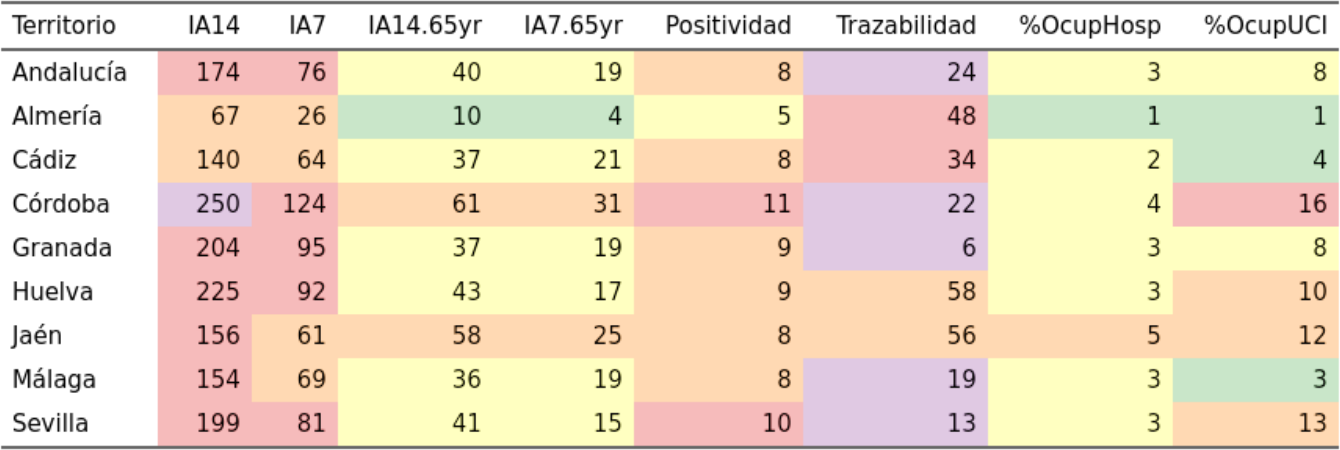 Territorio IA14 IA7 IA14.65yr IA7.65yr Positividad Trazabilidad %OcupHosp %OcupUCI
Andalucía 174 76 40 19 8 24 3 8
Almería 67 26 10 4 5 48 1 1
Cádiz 140 64 37 21 8 34 2 4
Córdoba 250 124 61 31 11 22 4 16
Granada 204 95 37 19 9 6 3 8
Huelva 225 92 43 17 9 58 3 10
Jaén 156 61 58 25 8 56 5 12
Málaga 154 69 36 19 8 19 3 3
Sevilla 199 81 41 15 10 13 3 13